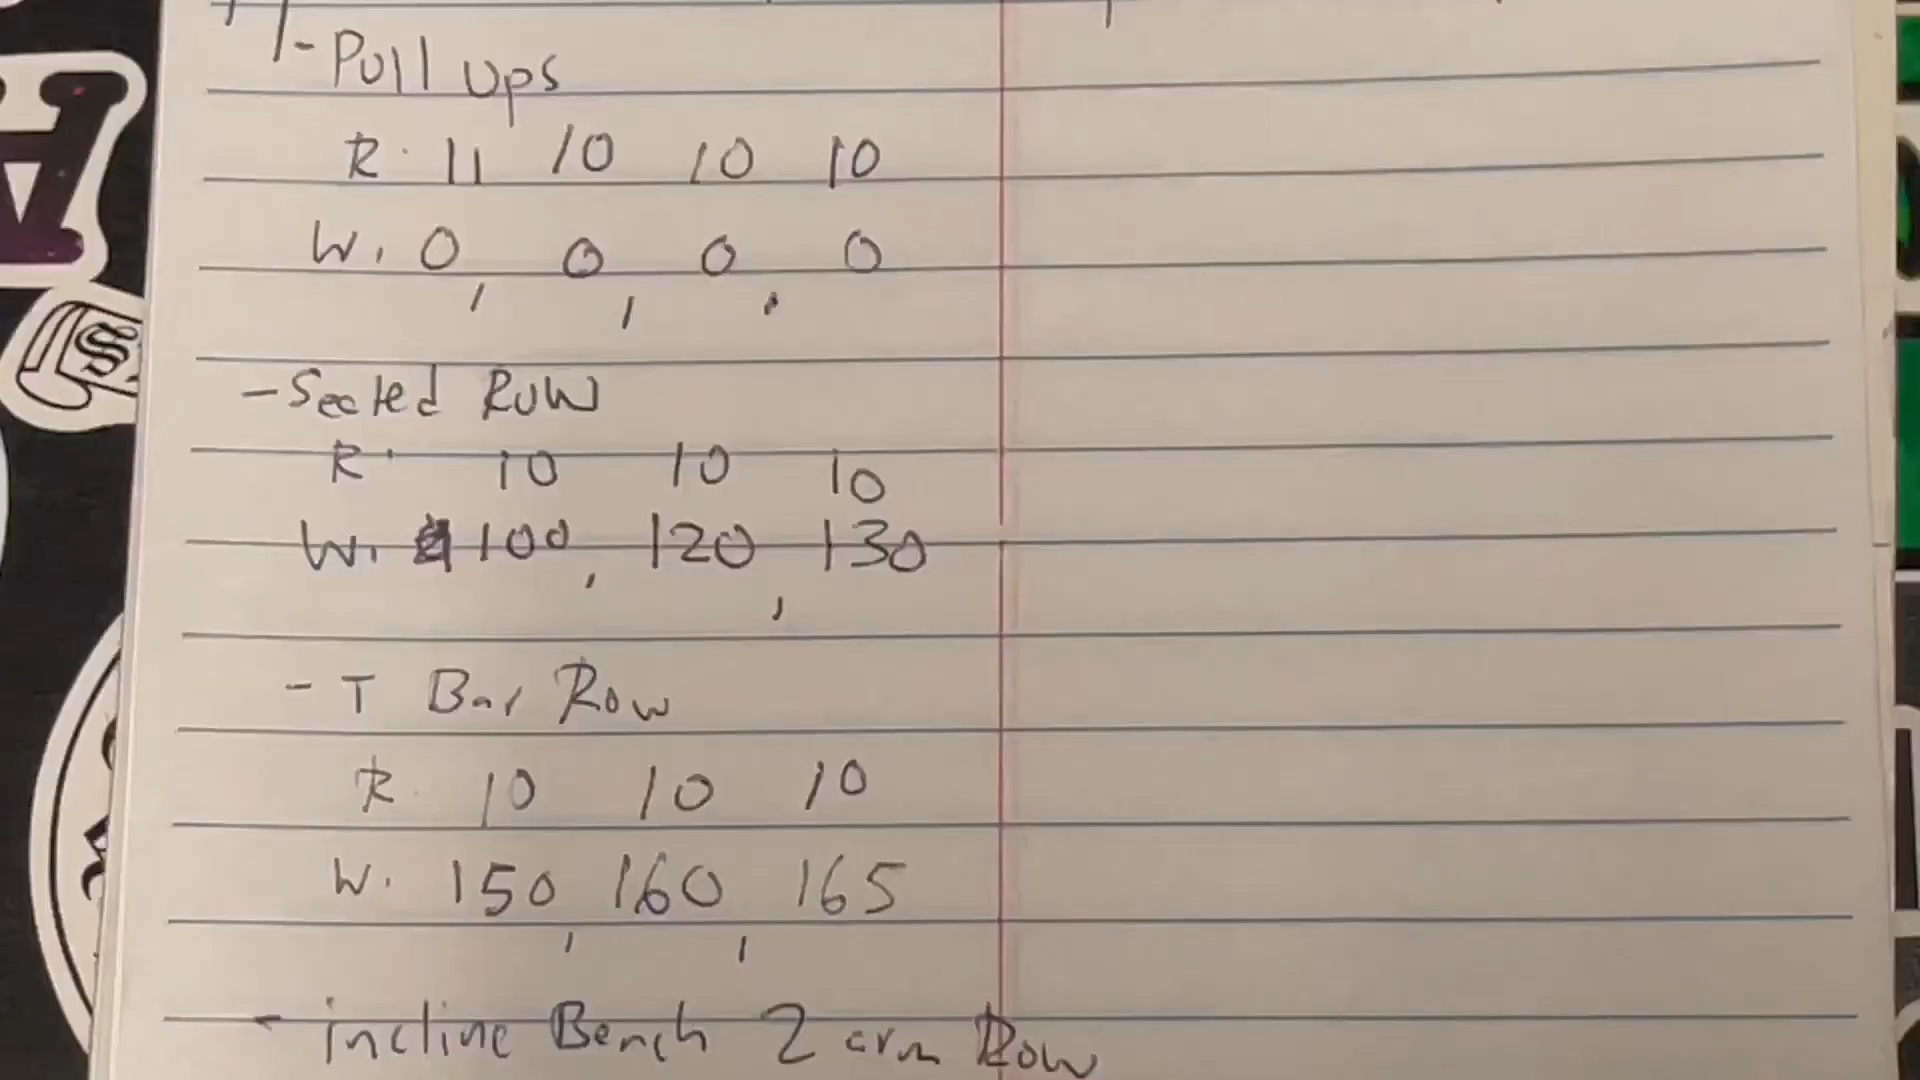 - Pull ups
R. 11 10 10 10
W. 0, 0, 0, 0
- Seated Row
R. 10 10 10
W. 100, 120, 130
- T Bar Row
R. 10 10 10
W. 150, 160, 165
- incline Bench 2 arm Row